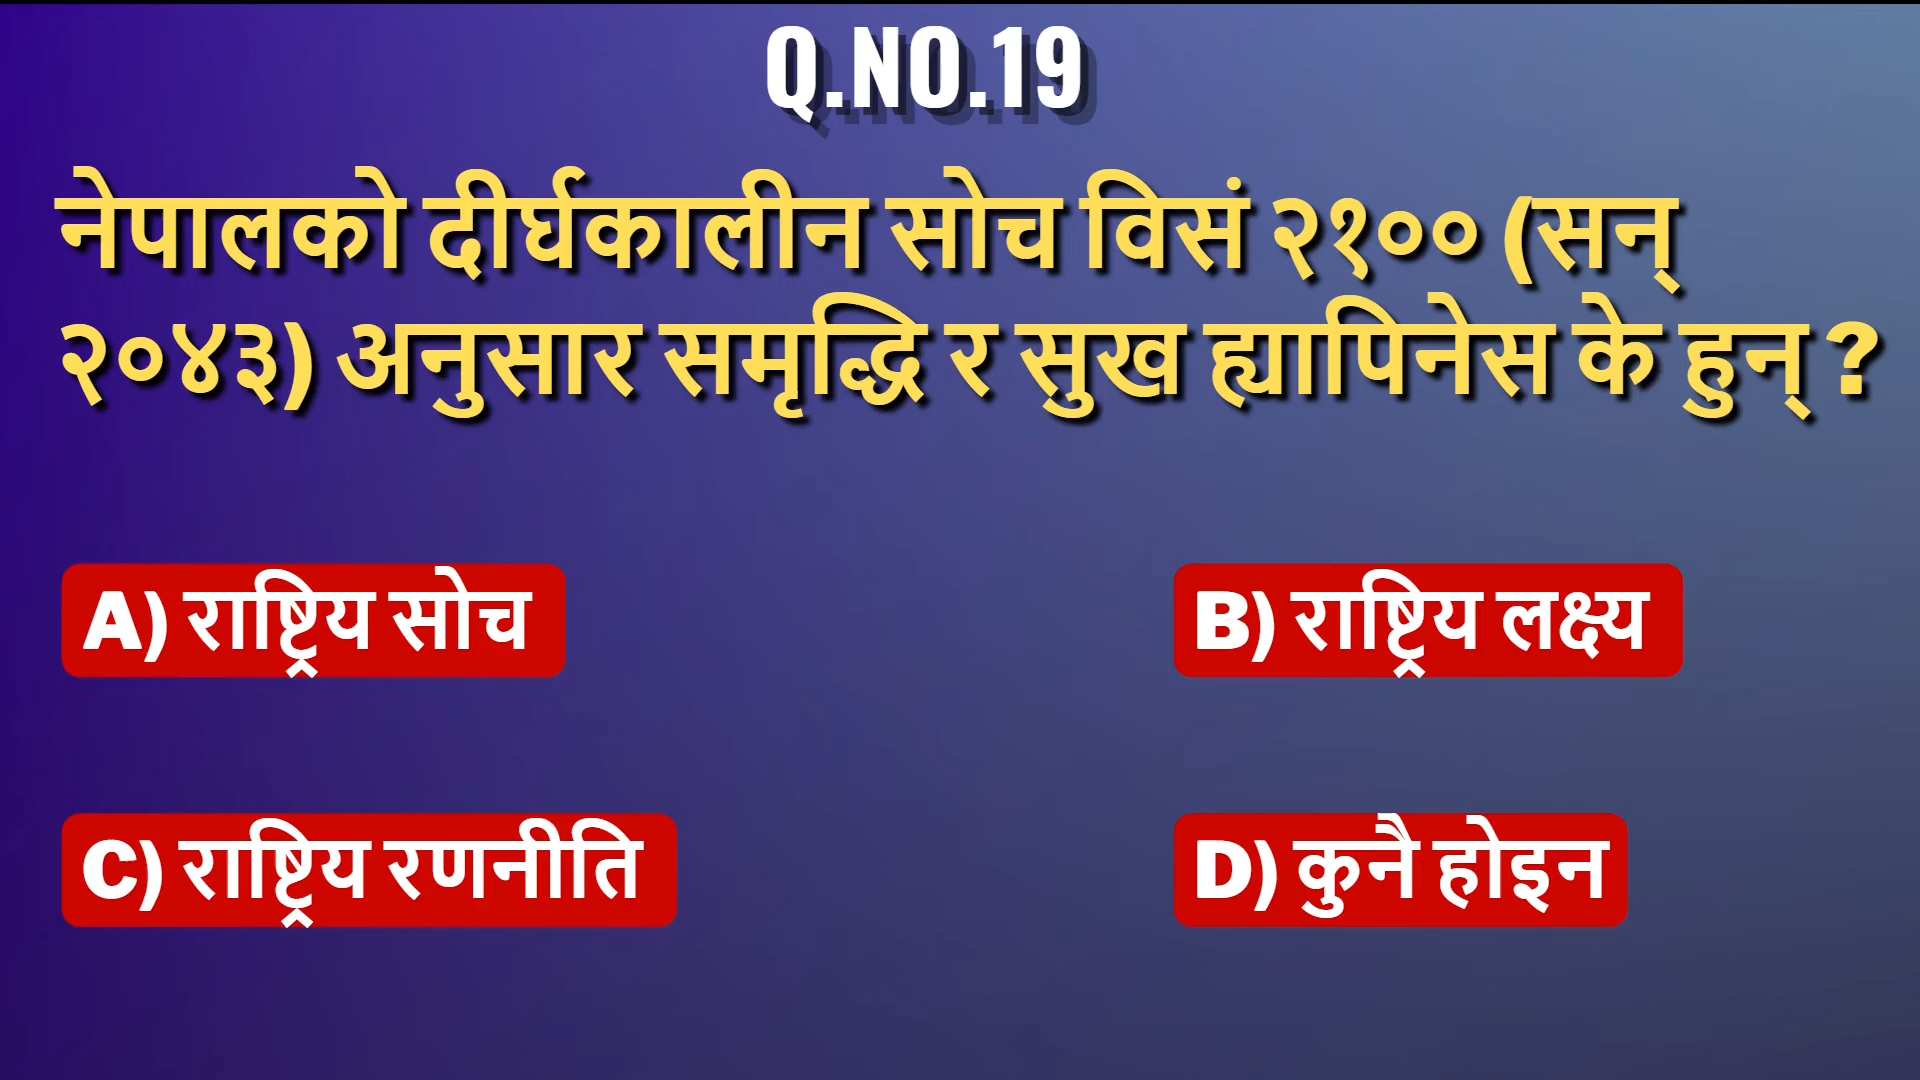 Q.NO.19
नेपालको दीर्घकालीन सोच विसं २१०० (सन्
२०४३) अनुसार समृद्धि र सुख ह्यापिनेस के हुन् ?
A) राष्ट्रिय सोच
B) राष्ट्रिय लक्ष्य
C) राष्ट्रिय रणनीति
D) कुनै होइन